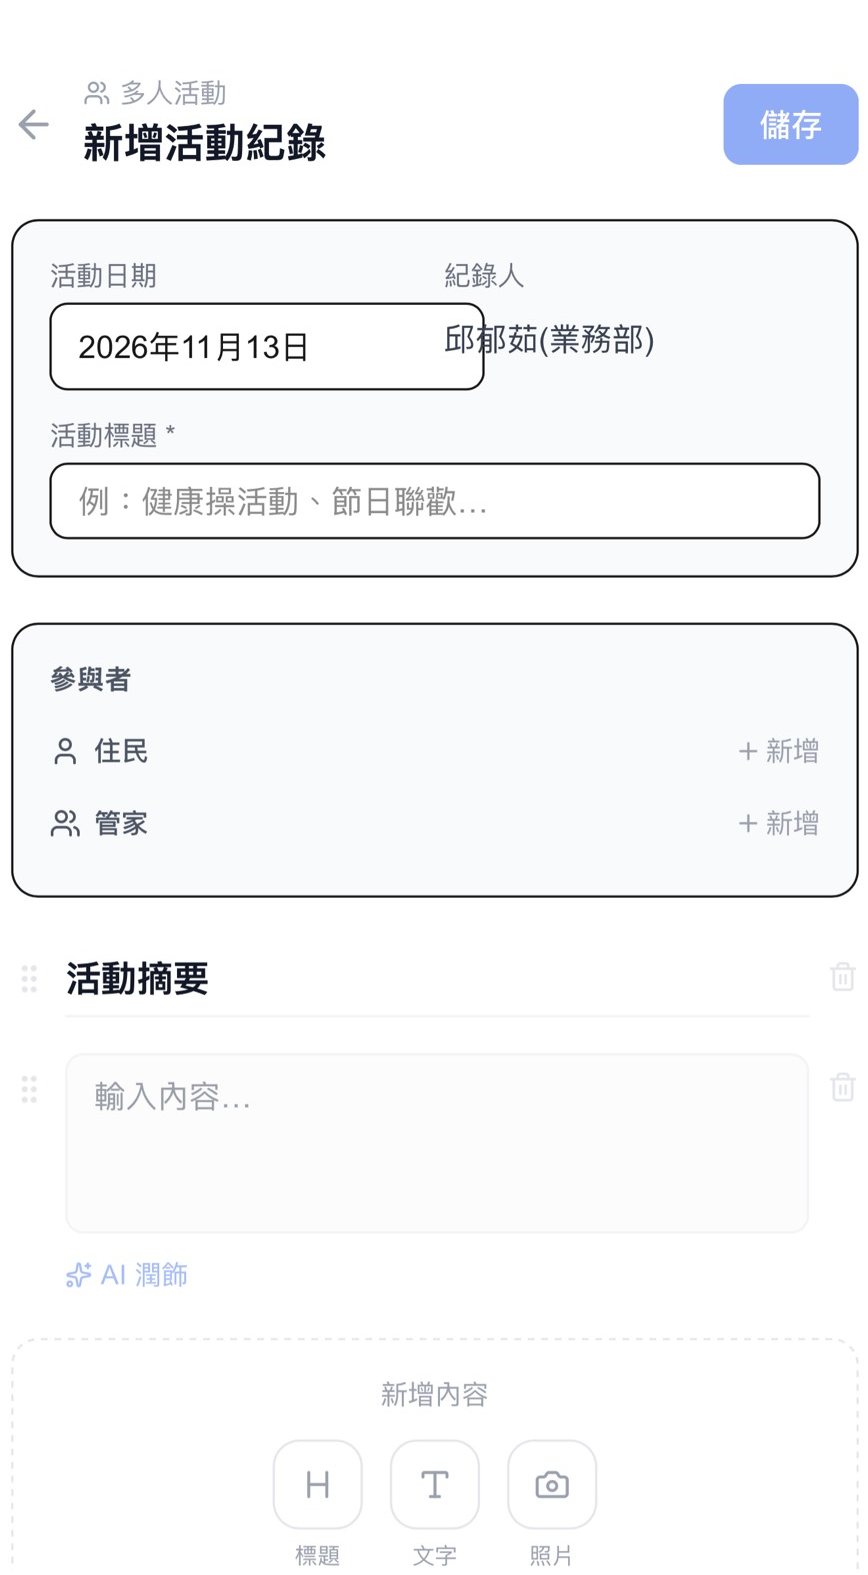 多人活動
新增活動紀錄
儲存
活動日期
紀錄人
2026年11月13日
邱郁茹(業務部)
活動標題 *
例：健康操活動、節日聯歡...
參與者
住民
+ 新增
管家
+ 新增
活動摘要
輸入內容...
AI 潤飾
新增內容
H
T
標題
文字
照片